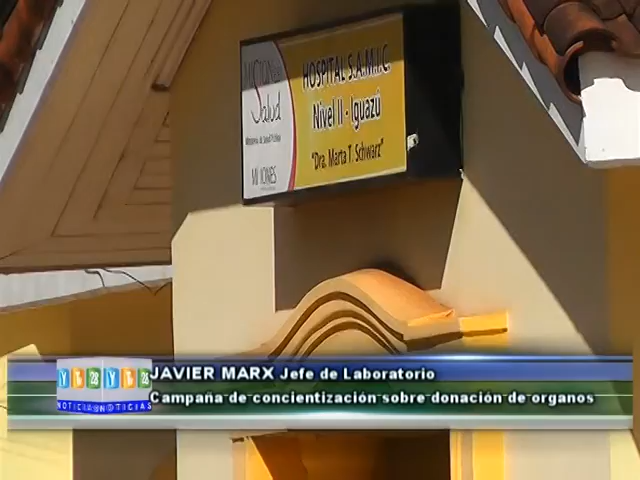 HOSPITAL S.A.M.I.C.
Nivel II - Iguazú
"Dra. Marta T. Schwarz"
Salud
JAVIER MARX Jefe de Laboratorio
Campaña de concientización sobre donación de organos
NOTICIAS